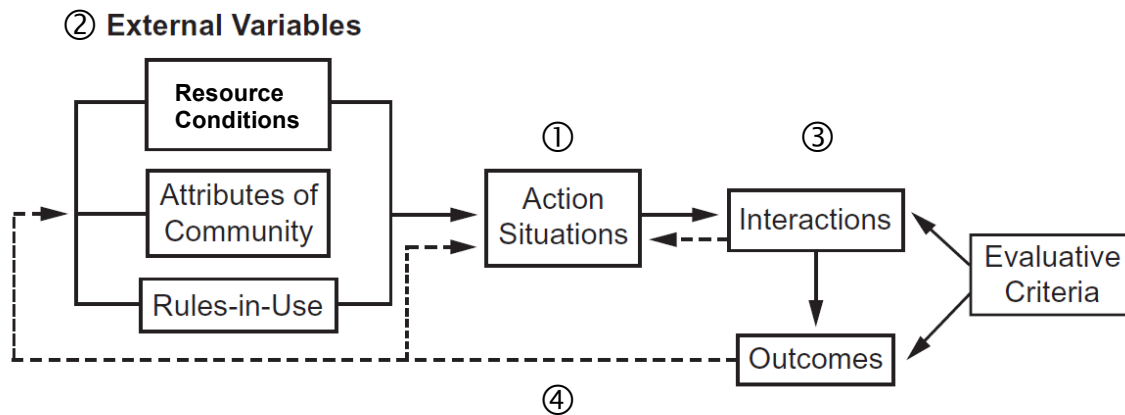 ② External Variables
Resource
Conditions
Attributes of
Community
Rules-in-Use
①
Action
Situations
③
Interactions
Outcomes
Evaluative
Criteria
④